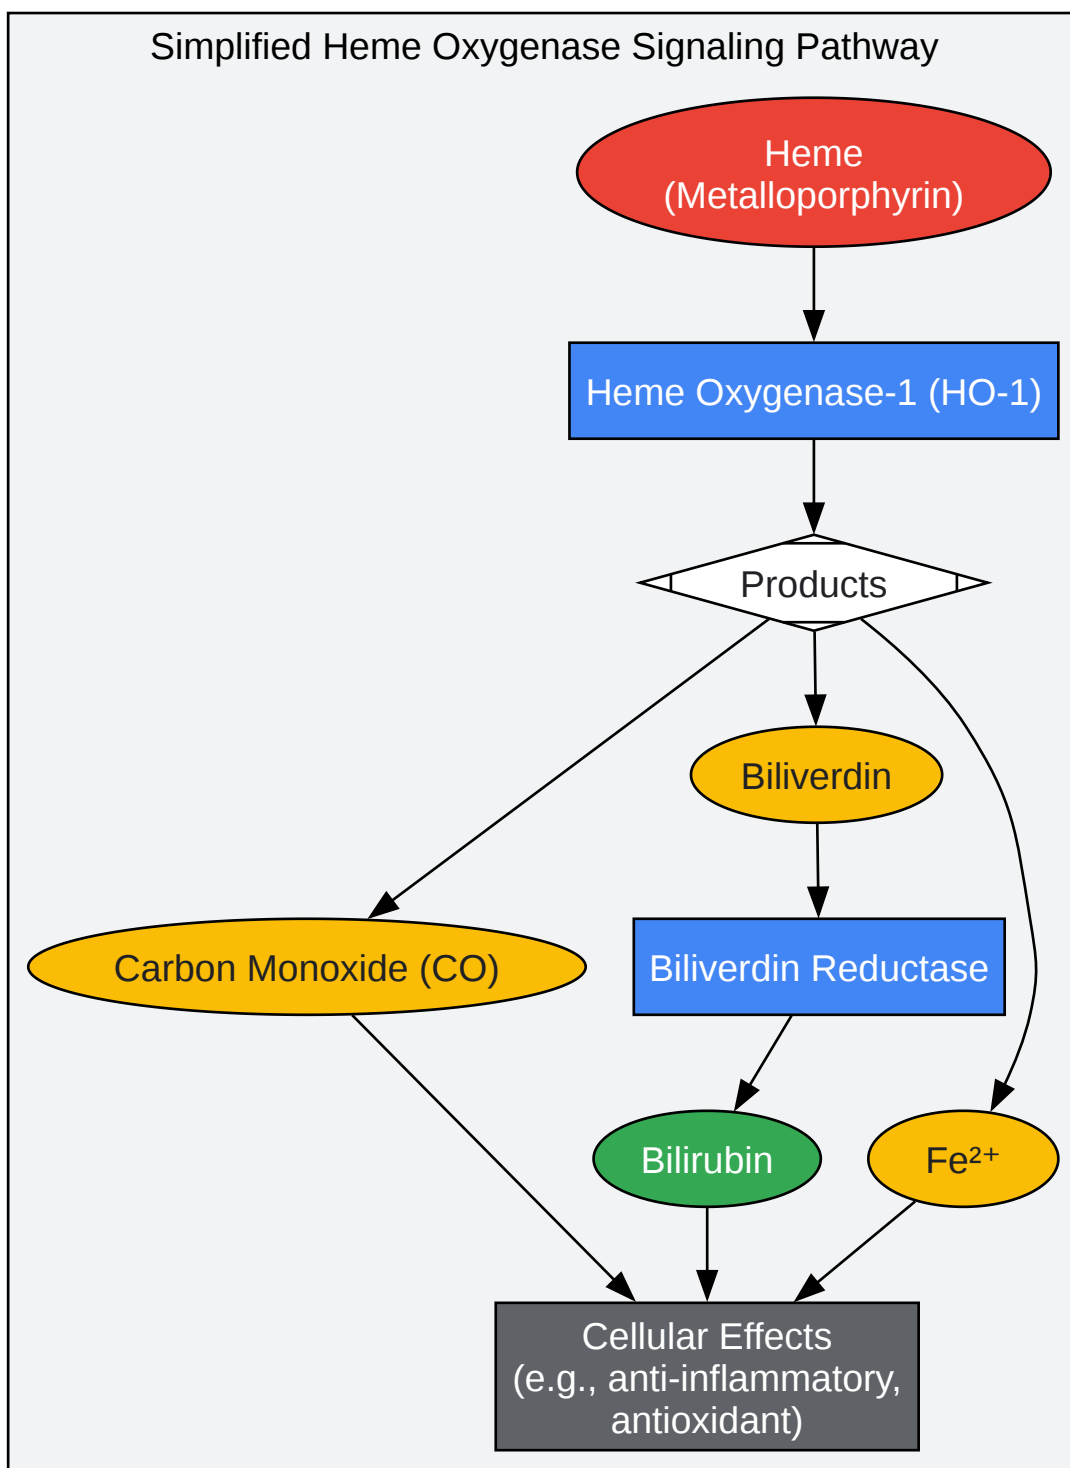 Simplified Heme Oxygenase Signaling Pathway
Heme
(Metalloporphyrin)
Heme Oxygenase-1 (HO-1)
Products
Biliverdin
Carbon Monoxide (CO)
Biliverdin Reductase
Bilirubin
Fe²⁺
Cellular Effects
(e.g., anti-inflammatory,
antioxidant)